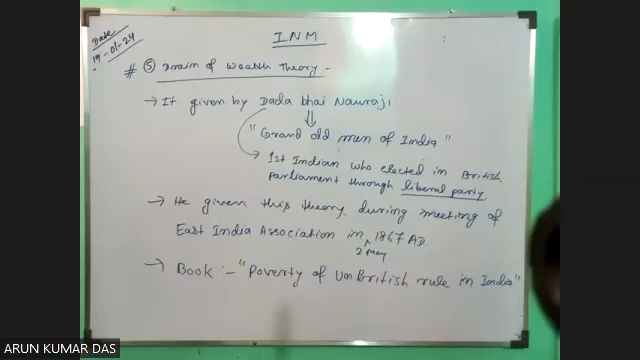 Date
19-01-24
INM
# ⑤ Drain of Wealth Theory :-
→ It given by Dada bhai Nauraji
⇓
"Grand old men of India"
→ 1st Indian who elected in British
parliament through liberal party
→ He given this theory during meeting of
East India Association in ^ 1867 AD
2 May
→ Book :- "Poverty of UnBritish rule in India"
ARUN KUMAR DAS